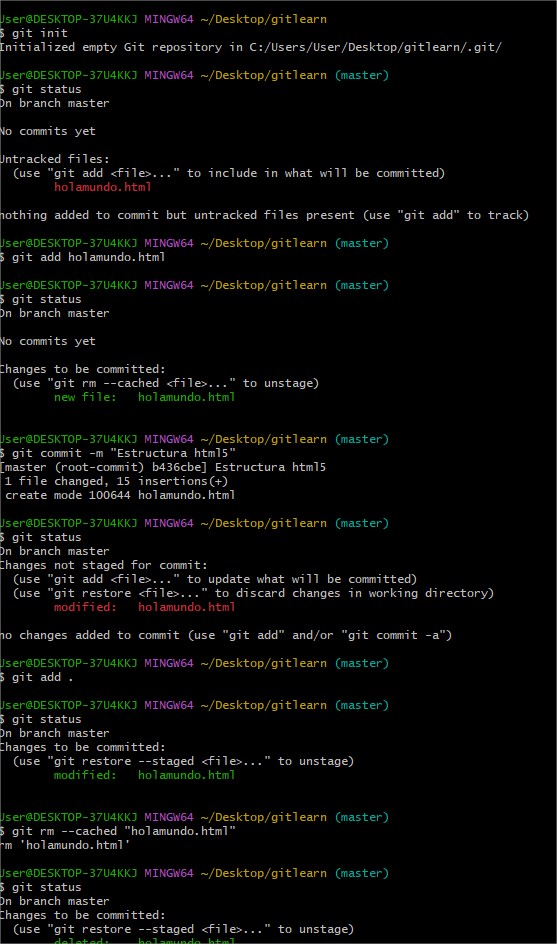 User@DESKTOP-37U4KKJ MINGW64 ~/Desktop/gitlearn
$ git init
Initialized empty Git repository in C:/Users/User/Desktop/gitlearn/.git/
User@DESKTOP-37U4KKJ MINGW64 ~/Desktop/gitlearn (master)
$ git status
On branch master
No commits yet
Untracked files:
(use "git add <file>..." to include in what will be committed)
holamundo.html
nothing added to commit but untracked files present (use "git add" to track)
User@DESKTOP-37U4KKJ MINGW64 ~/Desktop/gitlearn (master)
$ git add holamundo.html
User@DESKTOP-37U4KKJ MINGW64 ~/Desktop/gitlearn (master)
$ git status
On branch master
No commits yet
Changes to be committed:
(use "git rm --cached <file>..." to unstage)
new file:   holamundo.html
User@DESKTOP-37U4KKJ MINGW64 ~/Desktop/gitlearn (master)
$ git commit -m "Estructura html5"
[master (root-commit) b436cbe] Estructura html5
1 file changed, 15 insertions(+)
create mode 100644 holamundo.html
User@DESKTOP-37U4KKJ MINGW64 ~/Desktop/gitlearn (master)
$ git status
On branch master
Changes not staged for commit:
(use "git add <file>..." to update what will be committed)
(use "git restore <file>..." to discard changes in working directory)
modified:   holamundo.html
no changes added to commit (use "git add" and/or "git commit -a")
User@DESKTOP-37U4KKJ MINGW64 ~/Desktop/gitlearn (master)
$ git add .
User@DESKTOP-37U4KKJ MINGW64 ~/Desktop/gitlearn (master)
$ git status
On branch master
Changes to be committed:
(use "git restore --staged <file>..." to unstage)
modified:   holamundo.html
User@DESKTOP-37U4KKJ MINGW64 ~/Desktop/gitlearn (master)
$ git rm --cached "holamundo.html"
rm 'holamundo.html'
User@DESKTOP-37U4KKJ MINGW64 ~/Desktop/gitlearn (master)
$ git status
On branch master
Changes to be committed:
(use "git restore --staged <file>..." to unstage)
deleted:    holamundo.html